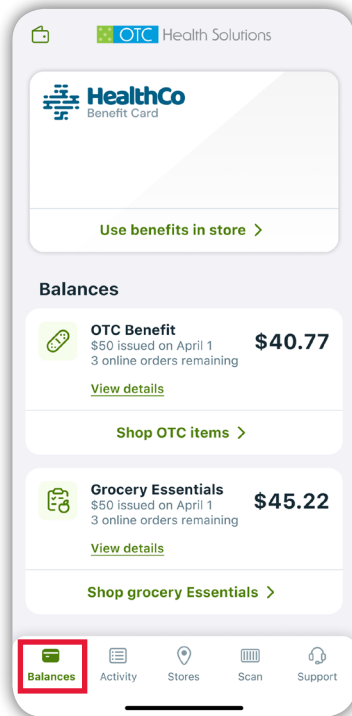 OTC Health Solutions
HealthCo
Benefit Card
Use benefits in store >
Balances
OTC Benefit
$50 issued on April 1
3 online orders remaining
$40.77
View details
Shop OTC items >
Grocery Essentials
$50 issued on April 1
3 online orders remaining
$45.22
View details
Shop grocery Essentials >
Balances Activity Stores Scan Support